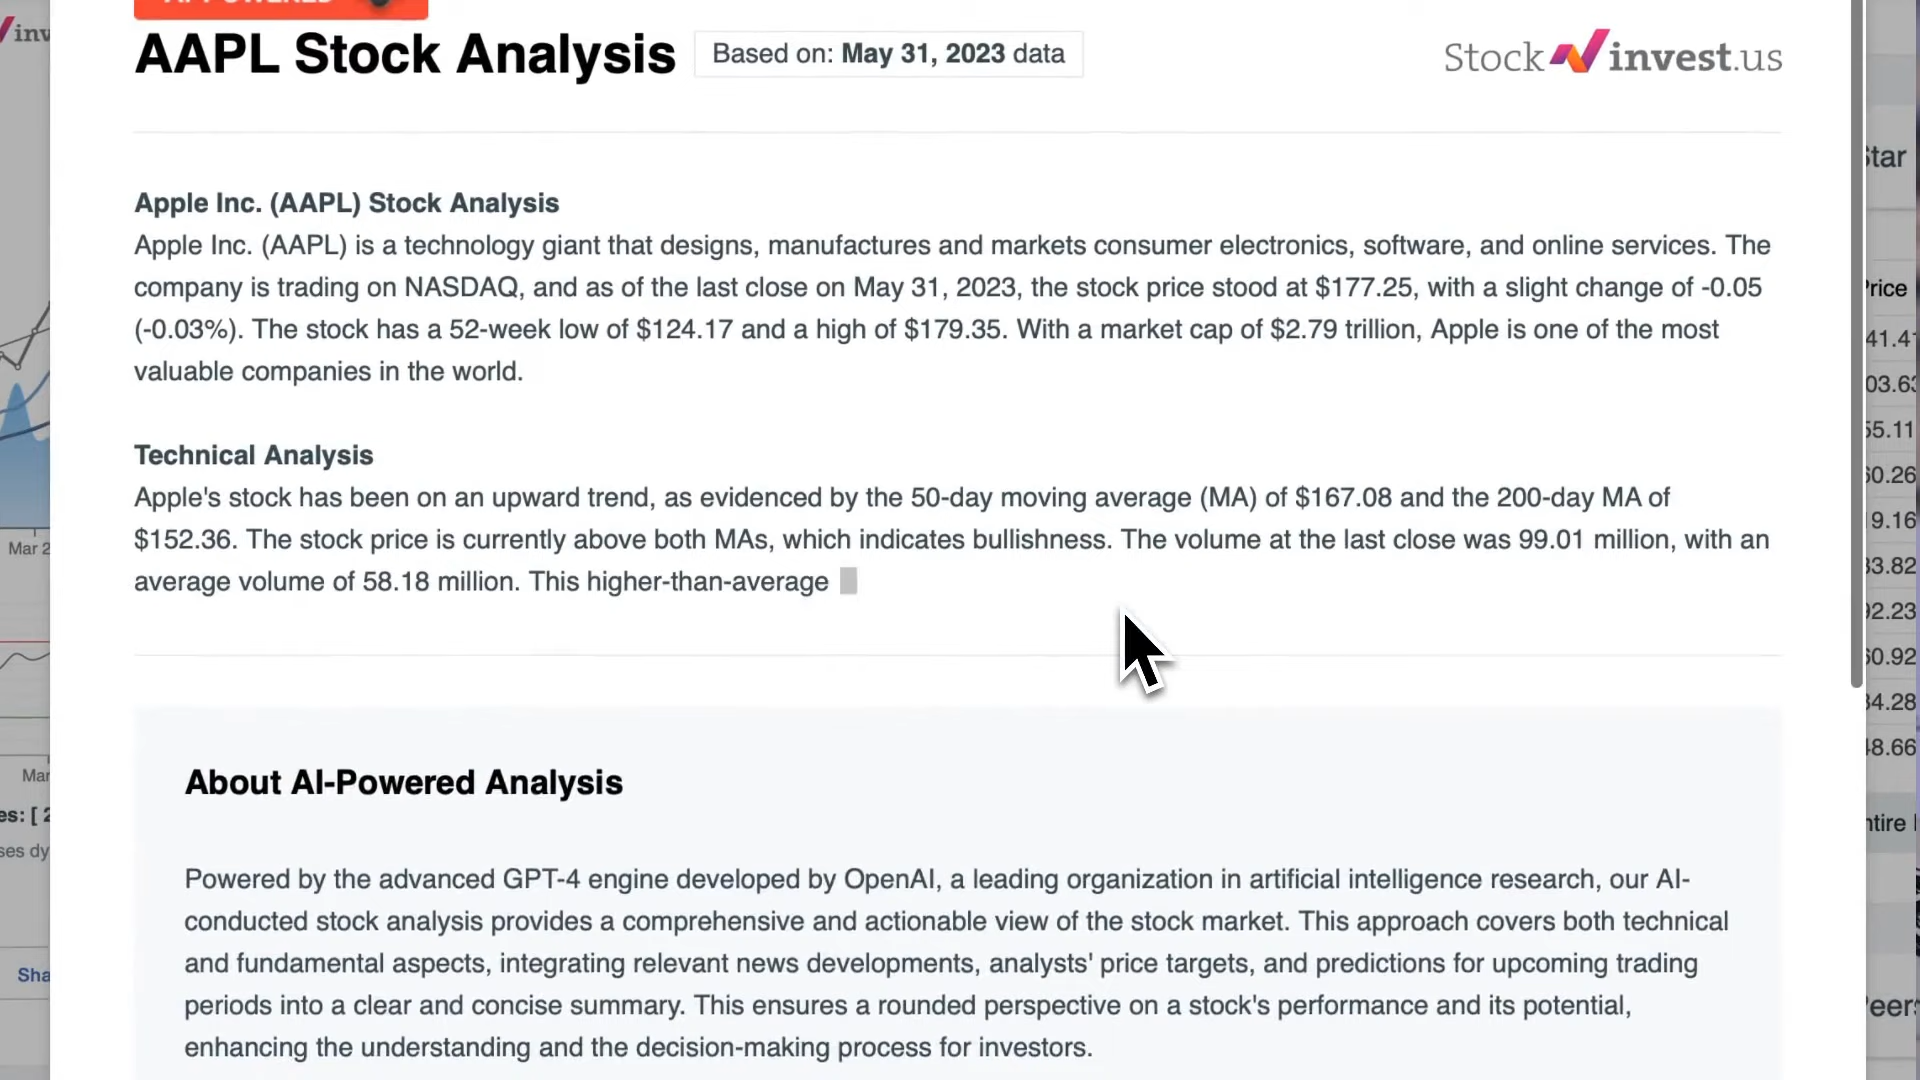 AAPL Stock Analysis
Based on: May 31, 2023 data
Stock invest.us
Apple Inc. (AAPL) Stock Analysis
Apple Inc. (AAPL) is a technology giant that designs, manufactures and markets consumer electronics, software, and online services. The
company is trading on NASDAQ, and as of the last close on May 31, 2023, the stock price stood at $177.25, with a slight change of -0.05
(-0.03%). The stock has a 52-week low of $124.17 and a high of $179.35. With a market cap of $2.79 trillion, Apple is one of the most
valuable companies in the world.
Technical Analysis
Apple's stock has been on an upward trend, as evidenced by the 50-day moving average (MA) of $167.08 and the 200-day MA of
$152.36. The stock price is currently above both MAs, which indicates bullishness. The volume at the last close was 99.01 million, with an
average volume of 58.18 million. This higher-than-average
About AI-Powered Analysis
Powered by the advanced GPT-4 engine developed by OpenAI, a leading organization in artificial intelligence research, our AI-
conducted stock analysis provides a comprehensive and actionable view of the stock market. This approach covers both technical
and fundamental aspects, integrating relevant news developments, analysts' price targets, and predictions for upcoming trading
periods into a clear and concise summary. This ensures a rounded perspective on a stock's performance and its potential,
enhancing the understanding and the decision-making process for investors.